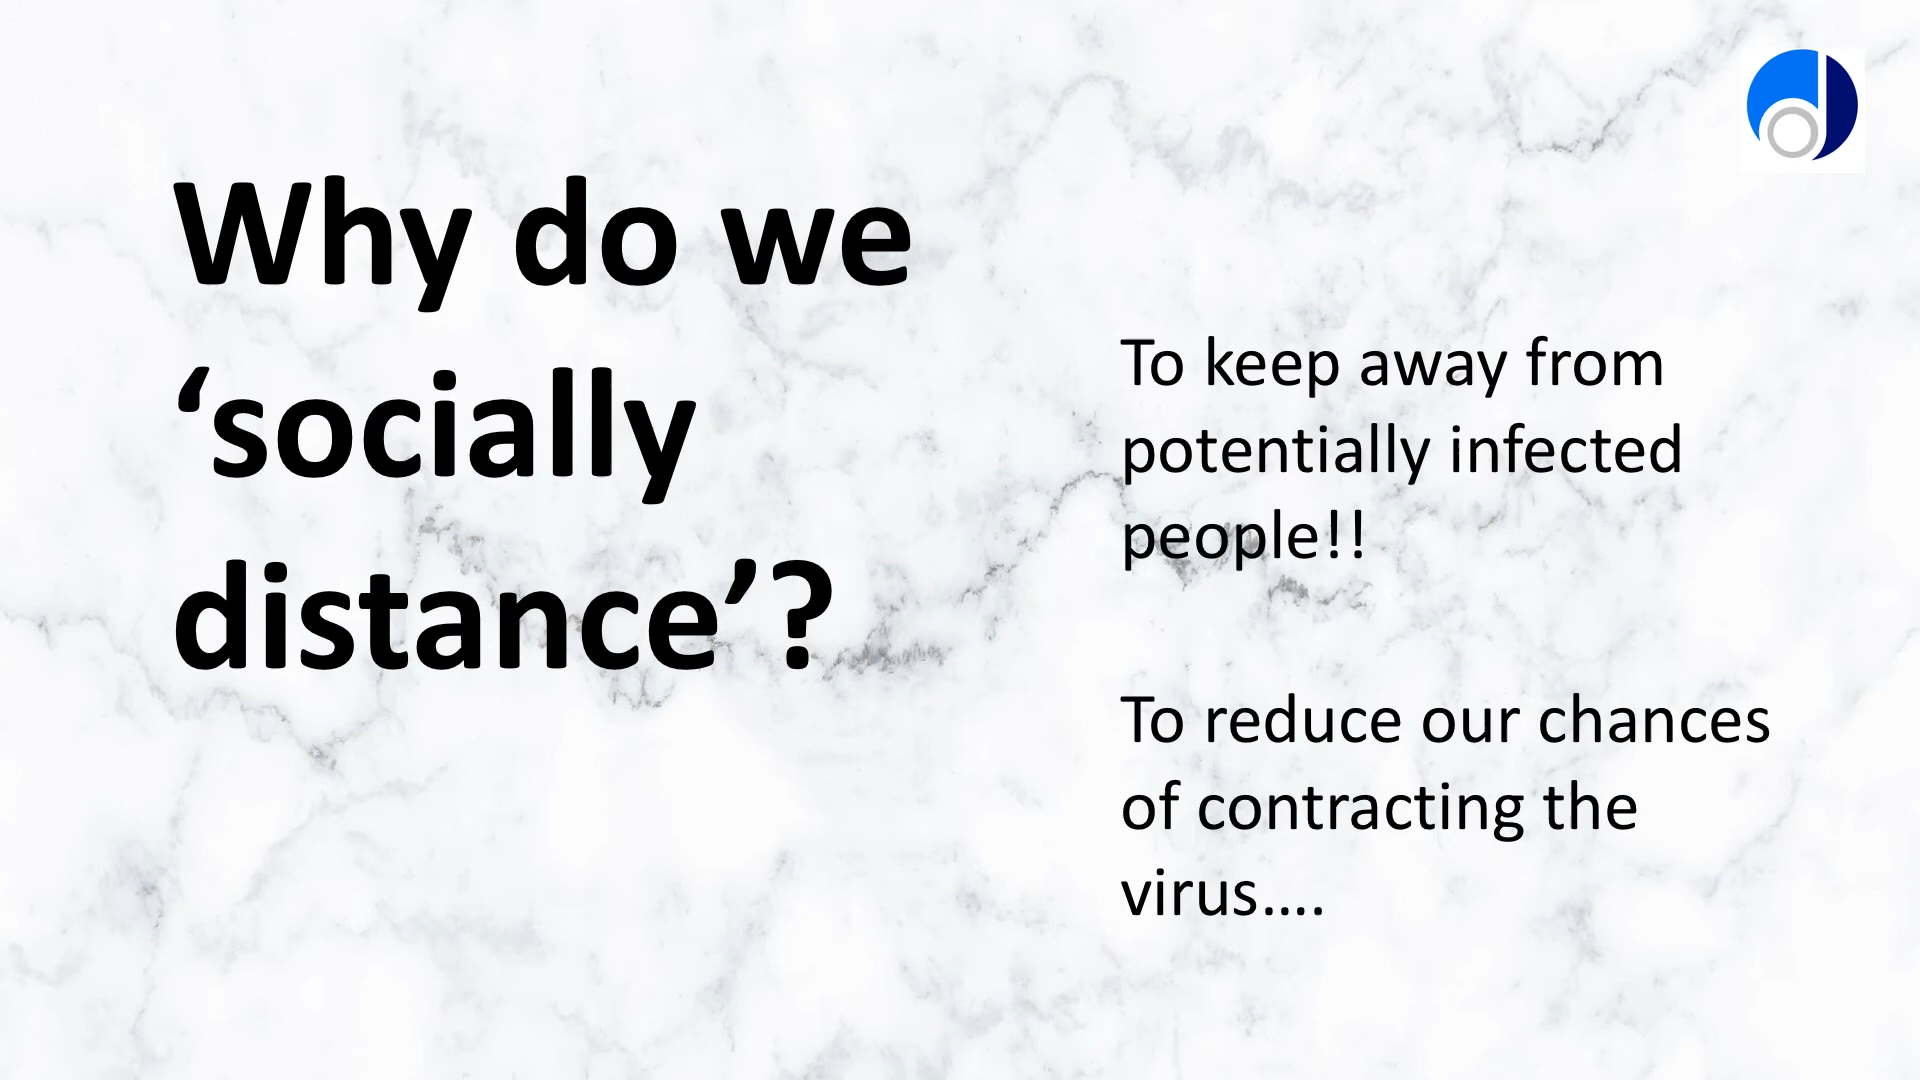 Why do we
‘socially
distance’?
To keep away from
potentially infected
people!!
To reduce our chances
of contracting the
virus….